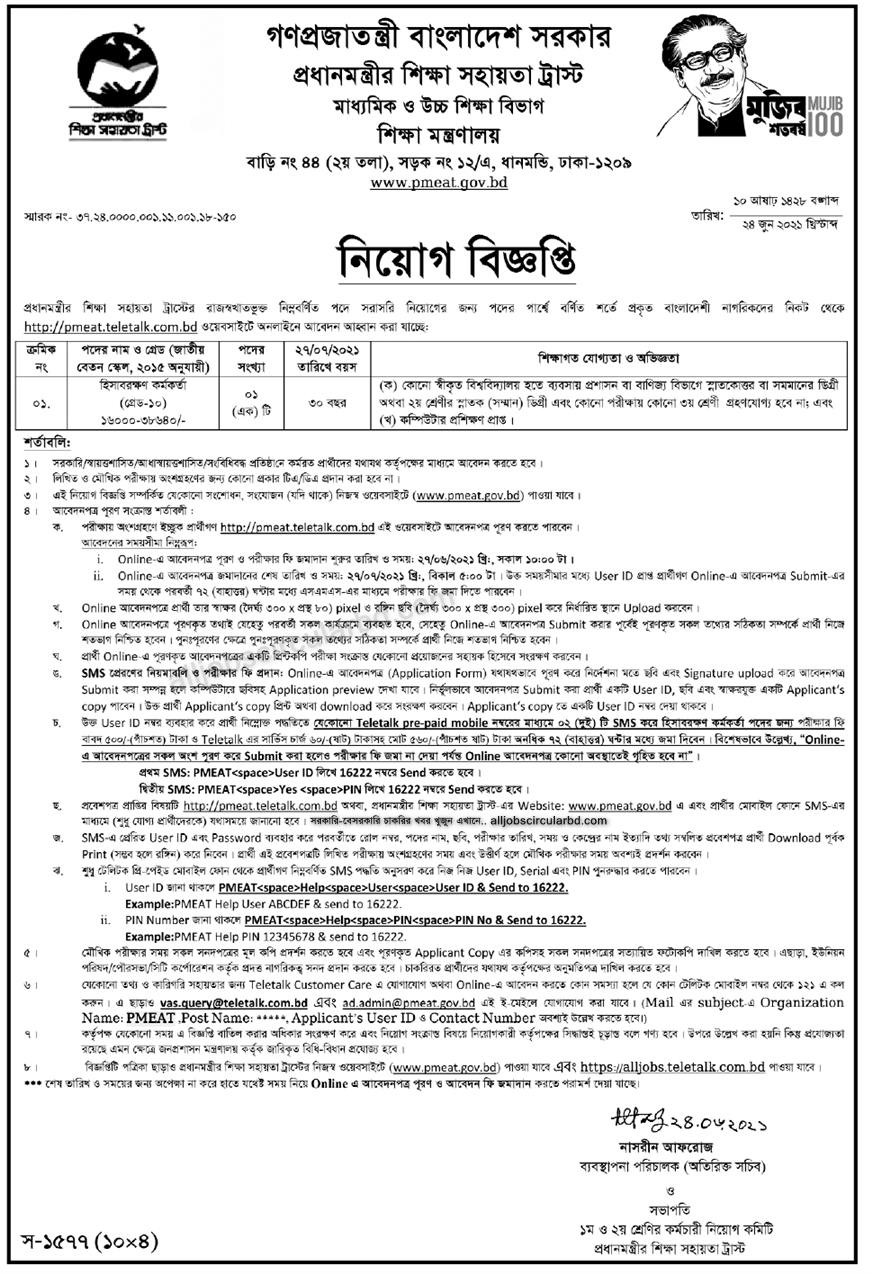 গণপ্রজাতন্ত্রী বাংলাদেশ সরকার
প্রধানমন্ত্রীর শিক্ষা সহায়তা ট্রাস্ট
মাধ্যমিক ও উচ্চ শিক্ষা বিভাগ
শিক্ষা মন্ত্রণালয়
বাড়ি নং ৪৪ (২য় তলা), সড়ক নং ১২/এ, ধানমন্ডি, ঢাকা-১২০৯
www.pmeat.gov.bd
প্রধানমন্ত্রীর
শিক্ষা সহায়তা ট্রাস্ট
মুজিব MUJIB
শতবর্ষ 100
স্মারক নং- ৩৭.২৪.০০০০.০০১.১১.০০১.১৮-১৫০
১০ আষাঢ় ১৪২৮ বঙ্গাব্দ
তারিখ:
২৪ জুন ২০২১ খ্রিস্টাব্দ
নিয়োগ বিজ্ঞপ্তি
প্রধানমন্ত্রীর শিক্ষা সহায়তা ট্রাস্টের রাজস্বখাতভুক্ত নিম্নবর্ণিত পদে সরাসরি নিয়োগের জন্য পদের পার্শ্বে বর্ণিত শর্তে প্রকৃত বাংলাদেশী নাগরিকদের নিকট থেকে
http://pmeat.teletalk.com.bd ওয়েবসাইটে অনলাইনে আবেদন আহ্বান করা যাচ্ছে:
ক্রমিক নং
পদের নাম ও গ্রেড (জাতীয় বেতন স্কেল, ২০১৫ অনুযায়ী)
পদের সংখ্যা
২৭/০৭/২০২১ তারিখে বয়স
শিক্ষাগত যোগ্যতা ও অভিজ্ঞতা
০১.
হিসাবরক্ষণ কর্মকর্তা
(গ্রেড-১০)
১৬০০০-৩৮৬৪০/-
০১
(এক) টি
৩০ বছর
(ক) কোনো স্বীকৃত বিশ্ববিদ্যালয় হতে ব্যবসায় প্রশাসন বা বাণিজ্য বিভাগে স্নাতকোত্তর বা সমমানের ডিগ্রী
অথবা ২য় শ্রেণীর স্নাতক (সম্মান) ডিগ্রী এবং কোনো পরীক্ষায় কোনো ৩য় শ্রেণী গ্রহণযোগ্য হবে না; এবং
(খ) কম্পিউটার প্রশিক্ষণ প্রাপ্ত।
শর্তাবলি:
১। সরকারি/স্বায়ত্তশাসিত/আধাস্বায়ত্তশাসিত/সংবিধিবদ্ধ প্রতিষ্ঠানে কর্মরত প্রার্থীদের যথাযথ কর্তৃপক্ষের মাধ্যমে আবেদন করতে হবে।
২। লিখিত ও মৌখিক পরীক্ষায় অংশগ্রহণের জন্য কোনো প্রকার টিএ/ডিএ প্রদান করা হবে না।
৩। এই নিয়োগ বিজ্ঞপ্তি সম্পর্কিত যেকোনো সংশোধন, সংযোজন (যদি থাকে) নিজস্ব ওয়েবসাইটে (www.pmeat.gov.bd) পাওয়া যাবে।
৪। আবেদনপত্র পূরণ সংক্রান্ত শর্তাবলী :
ক. পরীক্ষায় অংশগ্রহণে ইচ্ছুক প্রার্থীগণ http://pmeat.teletalk.com.bd এই ওয়েবসাইটে আবেদনপত্র পূরণ করতে পারবেন।
আবেদনের সময়সীমা নিম্নরূপ:
i. Online-এ আবেদনপত্র পূরণ ও পরীক্ষার ফি জমাদান শুরুর তারিখ ও সময়: ২৭/০৬/২০২১ খ্রি:, সকাল ১০:০০ টা।
ii. Online-এ আবেদনপত্র জমাদানের শেষ তারিখ ও সময়: ২৭/০৭/২০২১ খ্রি:, বিকাল ৫:০০ টা। উক্ত সময়সীমার মধ্যে User ID প্রাপ্ত প্রার্থীগণ Online-এ আবেদনপত্র Submit-এর
সময় থেকে পরবর্তী ৭২ (বাহাত্তর) ঘন্টার মধ্যে এসএমএস-এর মাধ্যমে পরীক্ষার ফি জমা দিতে পারবেন।
খ. Online আবেদনপত্রে প্রার্থী তার স্বাক্ষর (দৈর্ঘ্য ৩০০ x প্রস্থ ৮০) pixel ও রঙ্গিন ছবি (দৈর্ঘ্য ৩০০ x প্রস্থ ৩০০) pixel করে নির্ধারিত স্থানে Upload করবেন।
গ. Online আবেদনপত্রে পূরণকৃত তথ্যই যেহেতু পরবর্তী সকল কার্যক্রমে ব্যবহৃত হবে, সেহেতু Online-এ আবেদনপত্র Submit করার পূর্বেই পূরণকৃত সকল তথ্যের সঠিকতা সম্পর্কে প্রার্থী নিজে
শতভাগ নিশ্চিত হবেন। পুনঃপূরণের ক্ষেত্রে পুনঃপূরণকৃত সকল তথ্যের সঠিকতা সম্পর্কে প্রার্থী নিজে শতভাগ নিশ্চিত হবেন।
ঘ. প্রার্থী Online-এ পূরণকৃত আবেদনপত্রের একটি প্রিন্টকপি পরীক্ষা সংক্রান্ত যেকোনো প্রয়োজনের সহায়ক হিসেবে সংরক্ষণ করবেন।
ঙ. SMS প্রেরণের নিয়মাবলি ও পরীক্ষার ফি প্রদান: Online-এ আবেদনপত্র (Application Form) যথাযথভাবে পূরণ করে নির্দেশনা মতে ছবি এবং Signature upload করে আবেদনপত্র
Submit করা সম্পন্ন হলে কম্পিউটারে ছবিসহ Application preview দেখা যাবে। নির্ভুলভাবে আবেদনপত্র Submit করা প্রার্থী একটি User ID, ছবি এবং স্বাক্ষরযুক্ত একটি Applicant's
copy পাবেন। উক্ত প্রার্থী Applicant's copy প্রিন্ট অথবা download করে সংরক্ষণ করবেন। Applicant's copy তে একটি User ID নম্বর দেয়া থাকবে।
চ. উক্ত User ID নম্বর ব্যবহার করে প্রার্থী নিম্নোক্ত পদ্ধতিতে যেকোনো Teletalk pre-paid mobile নম্বরের মাধ্যমে ০২ (দুই) টি SMS করে হিসাবরক্ষণ কর্মকর্তা পদের জন্য পরীক্ষার ফি
বাবদ ৫০০/-(পাঁচশত) টাকা ও Teletalk এর সার্ভিস চার্জ ৬০/-(ষাট) টাকাসহ মোট ৫৬০/-(পাঁচশত ষাট) টাকা অনধিক ৭২ (বাহাত্তর) ঘন্টার মধ্যে জমা দিবেন। বিশেষভাবে উল্লেখ্য, “Online-
এ আবেদনপত্রের সকল অংশ পূরণ করে Submit করা হলেও পরীক্ষার ফি জমা না দেয়া পর্যন্ত Online আবেদনপত্র কোনো অবস্থাতেই গৃহিত হবে না”।
প্রথম SMS: PMEAT<space>User ID লিখে 16222 নম্বরে Send করতে হবে।
দ্বিতীয় SMS: PMEAT<space>Yes <space>PIN লিখে 16222 নম্বরে Send করতে হবে।
ছ. প্রবেশপত্র প্রাপ্তির বিষয়টি http://pmeat.teletalk.com.bd অথবা, প্রধানমন্ত্রীর শিক্ষা সহায়তা ট্রাস্ট-এর Website: www.pmeat.gov.bd এ এবং প্রার্থীর মোবাইল ফোনে SMS-এর
মাধ্যমে (শুধু যোগ্য প্রার্থীদেরকে) যথাসময়ে জানানো হবে। সরকারি-বেসরকারি চাকরির খবর খুজুন এখানে.. alljobscircularbd.com
জ. SMS-এ প্রেরিত User ID এবং Password ব্যবহার করে পরবর্তীতে রোল নম্বর, পদের নাম, ছবি, পরীক্ষার তারিখ, সময় ও কেন্দ্রের নাম ইত্যাদি তথ্য সম্বলিত প্রবেশপত্র প্রার্থী Download পূর্বক
Print (সম্ভব হলে রঙ্গিন) করে নিবেন। প্রার্থী এই প্রবেশপত্রটি লিখিত পরীক্ষায় অংশগ্রহণের সময় এবং উত্তীর্ণ হলে মৌখিক পরীক্ষার সময় অবশ্যই প্রদর্শন করবেন।
ঝ. শুধু টেলিটক প্রি-পেইড মোবাইল ফোন থেকে প্রার্থীগণ নিম্নবর্ণিত SMS পদ্ধতি অনুসরণ করে নিজ নিজ User ID, Serial এবং PIN পুনরুদ্ধার করতে পারবেন।
i. User ID জানা থাকলে PMEAT<space>Help<space>User<space>User ID & Send to 16222.
Example:PMEAT Help User ABCDEF & send to 16222.
ii. PIN Number জানা থাকলে PMEAT<space>Help<space>PIN<space>PIN No & Send to 16222.
Example:PMEAT Help PIN 12345678 & send to 16222.
৫। মৌখিক পরীক্ষার সময় সকল সনদপত্রের মূল কপি প্রদর্শন করতে হবে এবং পূরণকৃত Applicant Copy এর কপিসহ সকল সনদপত্রের সত্যায়িত ফটোকপি দাখিল করতে হবে। এছাড়া, ইউনিয়ন
পরিষদ/পৌরসভা/সিটি কর্পোরেশন কর্তৃক প্রদত্ত নাগরিকত্ব সনদ প্রদান করতে হবে। চাকরিরত প্রার্থীদের যথাযথ কর্তৃপক্ষের অনুমতিপত্র দাখিল করতে হবে।
৬। যেকোনো তথ্য ও কারিগরি সহায়তার জন্য Teletalk Customer Care এ যোগাযোগ অথবা Online-এ আবেদন করতে কোন সমস্যা হলে যে কোন টেলিটক মোবাইল নম্বর থেকে ১২১ এ কল
করুন। এ ছাড়াও vas.query@teletalk.com.bd এবং ad.admin@pmeat.gov.bd এই ই-মেইলে যোগাযোগ করা যাবে। (Mail এর subject-এ Organization
Name: PMEAT ,Post Name: *****, Applicant's User ID ও Contact Number অবশ্যই উল্লেখ করতে হবে।)
৭। কর্তৃপক্ষ যেকোনো সময় এ বিজ্ঞপ্তি বাতিল করার অধিকার সংরক্ষণ করে এবং নিয়োগ সংক্রান্ত বিষয়ে নিয়োগকারী কর্তৃপক্ষের সিদ্ধান্তই চূড়ান্ত বলে গণ্য হবে। উপরে উল্লেখ করা হয়নি কিন্তু প্রযোজ্যতা
রয়েছে এমন ক্ষেত্রে জনপ্রশাসন মন্ত্রণালয় কর্তৃক জারিকৃত বিধি-বিধান প্রযোজ্য হবে।
৮। বিজ্ঞপ্তিটি পত্রিকা ছাড়াও প্রধানমন্ত্রীর শিক্ষা সহায়তা ট্রাস্টের নিজস্ব ওয়েবসাইটে (www.pmeat.gov.bd) পাওয়া যাবে এবং https://alljobs.teletalk.com.bd পাওয়া যাবে।
*** শেষ তারিখ ও সময়ের জন্য অপেক্ষা না করে হাতে যথেষ্ট সময় নিয়ে Online এ আবেদনপত্র পূরণ ও আবেদন ফি জমাদান করতে পরামর্শ দেয়া যাচ্ছে।
alljobscircularbd.com
২৪.০৬.২০২১
নাসরীন আফরোজ
ব্যবস্থাপনা পরিচালক (অতিরিক্ত সচিব)
ও
সভাপতি
১ম ও ২য় শ্রেণির কর্মচারী নিয়োগ কমিটি
প্রধানমন্ত্রীর শিক্ষা সহায়তা ট্রাস্ট
স-১৫৭৭ (১০×৪)